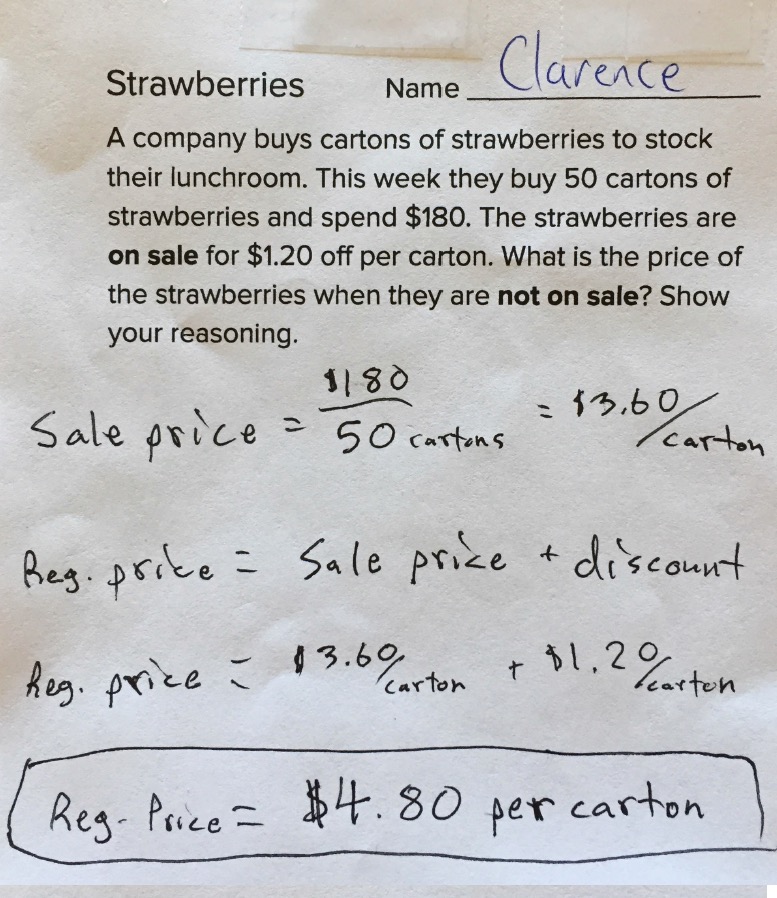 Strawberries Name Clarence
A company buys cartons of strawberries to stock
their lunchroom. This week they buy 50 cartons of
strawberries and spend $180. The strawberries are
on sale for $1.20 off per carton. What is the price of
the strawberries when they are not on sale? Show
your reasoning.
Sale price = $180/50 cartons = $3.60/carton
Reg. price = Sale price + discount
Reg. price = $3.60/carton + $1.20/carton
Reg. Price = $4.80 per carton